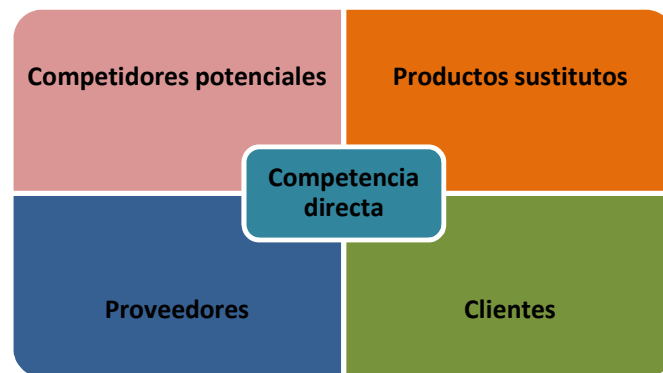 Competidores potenciales
Productos sustitutos
Competencia
directa
Proveedores
Clientes